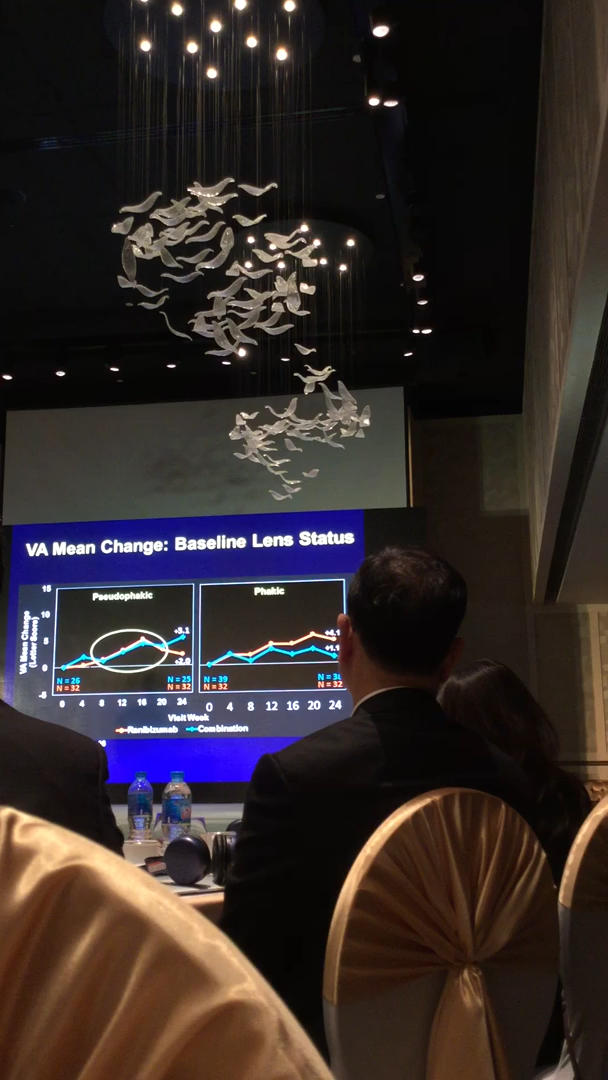 VA Mean Change: Baseline Lens Status
VA Mean Change
(Letter Score)
15
10
5
0
-5
Pseudophakic
+5.1
+2.0
N = 26 N = 25
N = 32 N = 32
0 4 8 12 16 20 24
Phakic
N = 39
N = 32 N = 32
0 4 8 12 16 20 24
Visit Week
Ranibizumab Combination